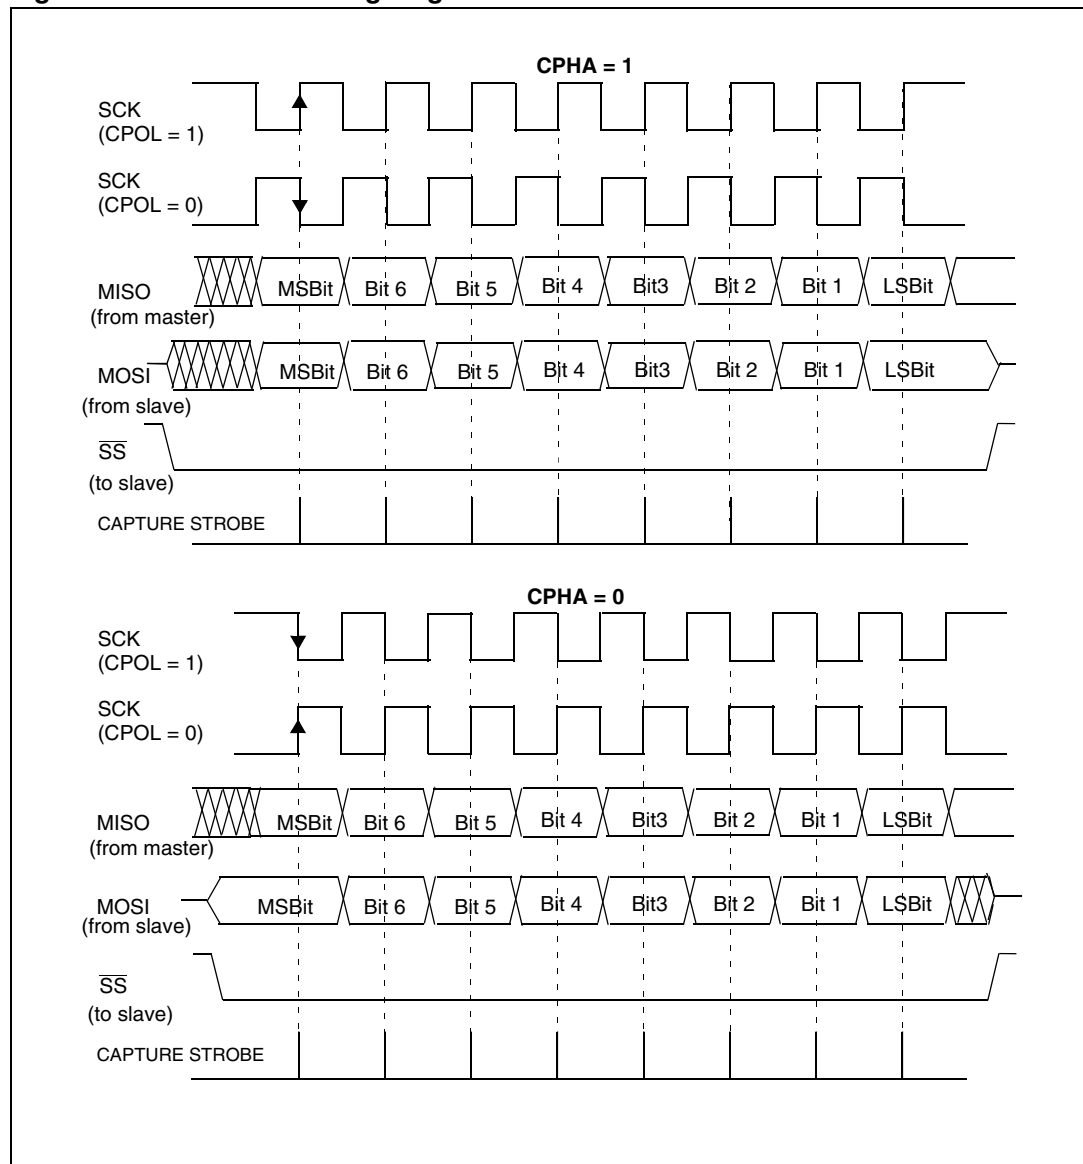 CPHA = 1
SCK
(CPOL = 1)
SCK
(CPOL = 0)
MISO
(from master)
MSBit Bit 6 Bit 5 Bit 4 Bit3 Bit 2 Bit 1 LSBit
MOSI
(from slave)
MSBit Bit 6 Bit 5 Bit 4 Bit3 Bit 2 Bit 1 LSBit
SS
(to slave)
CAPTURE STROBE
CPHA = 0
SCK
(CPOL = 1)
SCK
(CPOL = 0)
MISO
(from master)
MSBit Bit 6 Bit 5 Bit 4 Bit3 Bit 2 Bit 1 LSBit
MOSI
(from slave)
MSBit Bit 6 Bit 5 Bit 4 Bit3 Bit 2 Bit 1 LSBit
SS
(to slave)
CAPTURE STROBE